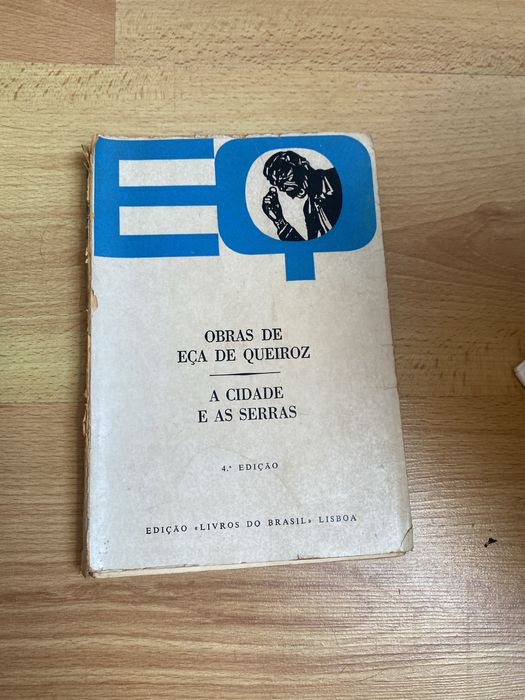 EQ
OBRAS DE
EÇA DE QUEIROZ
A CIDADE
E AS SERRAS
4.ª EDIÇÃO
EDIÇÃO «LIVROS DO BRASIL» LISBOA